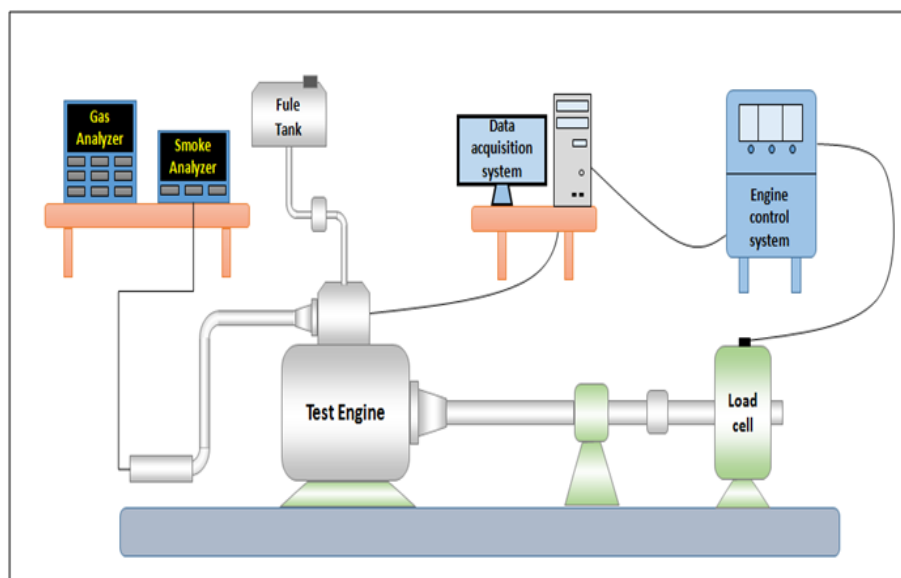 Gas
Analyzer
Smoke
Analyzer
Fule
Tank
Data
acquisition
system
Engine
control
system
Test Engine
Load
cell